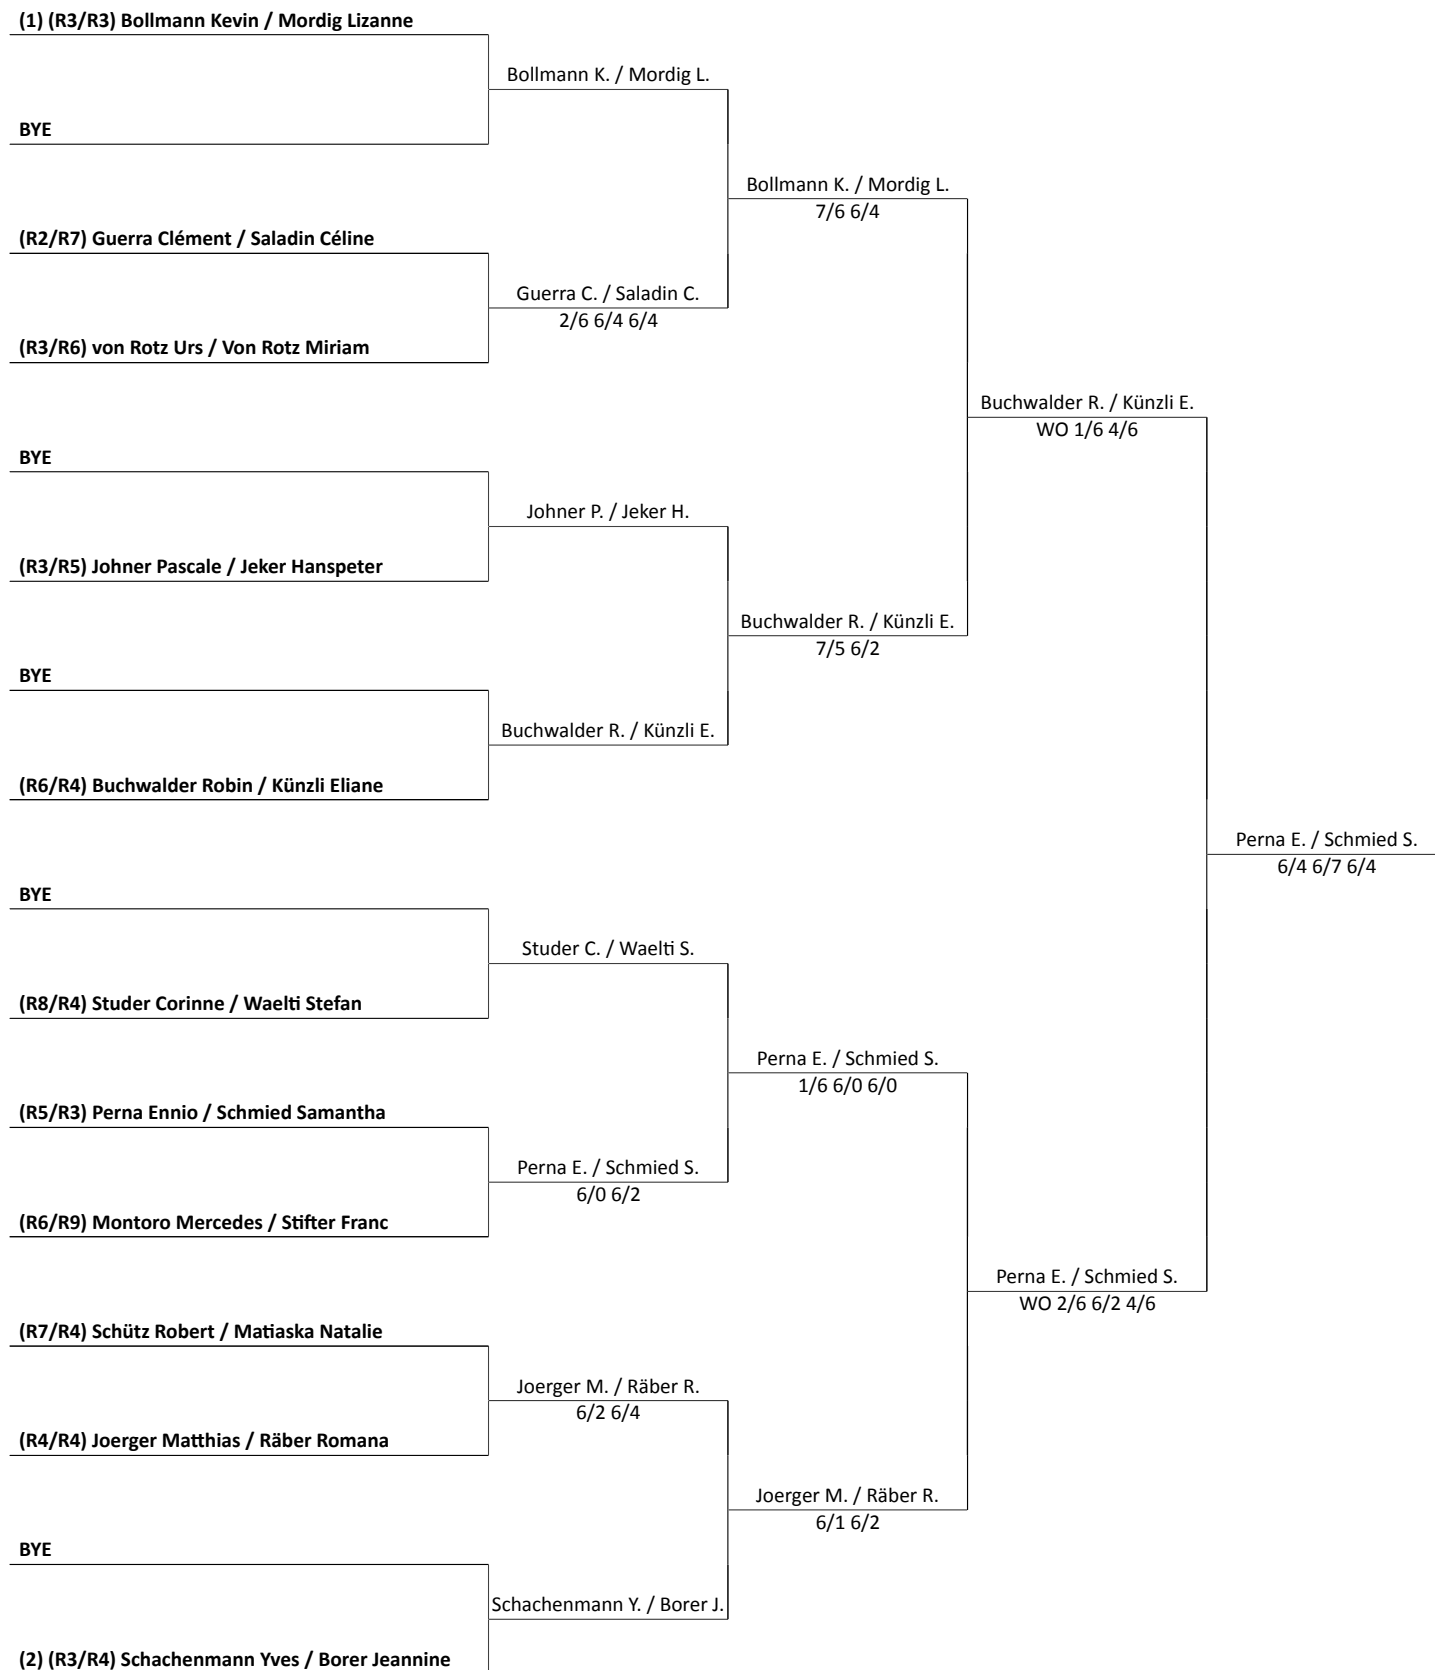 (1) (R3/R3) Bollmann Kevin / Mordig Lizanne
Bollmann K. / Mordig L.
BYE
Bollmann K. / Mordig L.
7/6 6/4
(R2/R7) Guerra Clément / Saladin Céline
Guerra C. / Saladin C.
2/6 6/4 6/4
(R3/R6) von Rotz Urs / Von Rotz Miriam
Buchwalder R. / Künzli E.
WO 1/6 4/6
BYE
Johner P. / Jeker H.
(R3/R5) Johner Pascale / Jeker Hanspeter
Buchwalder R. / Künzli E.
7/5 6/2
BYE
Buchwalder R. / Künzli E.
(R6/R4) Buchwalder Robin / Künzli Eliane
Perna E. / Schmied S.
6/4 6/7 6/4
BYE
Studer C. / Waelti S.
(R8/R4) Studer Corinne / Waelti Stefan
Perna E. / Schmied S.
1/6 6/0 6/0
(R5/R3) Perna Ennio / Schmied Samantha
Perna E. / Schmied S.
6/0 6/2
(R6/R9) Montoro Mercedes / Stifter Franc
Perna E. / Schmied S.
WO 2/6 6/2 4/6
(R7/R4) Schütz Robert / Matiaska Natalie
Joerger M. / Räber R.
6/2 6/4
(R4/R4) Joerger Matthias / Räber Romana
Joerger M. / Räber R.
6/1 6/2
BYE
Schachenmann Y. / Borer J.
(2) (R3/R4) Schachenmann Yves / Borer Jeannine